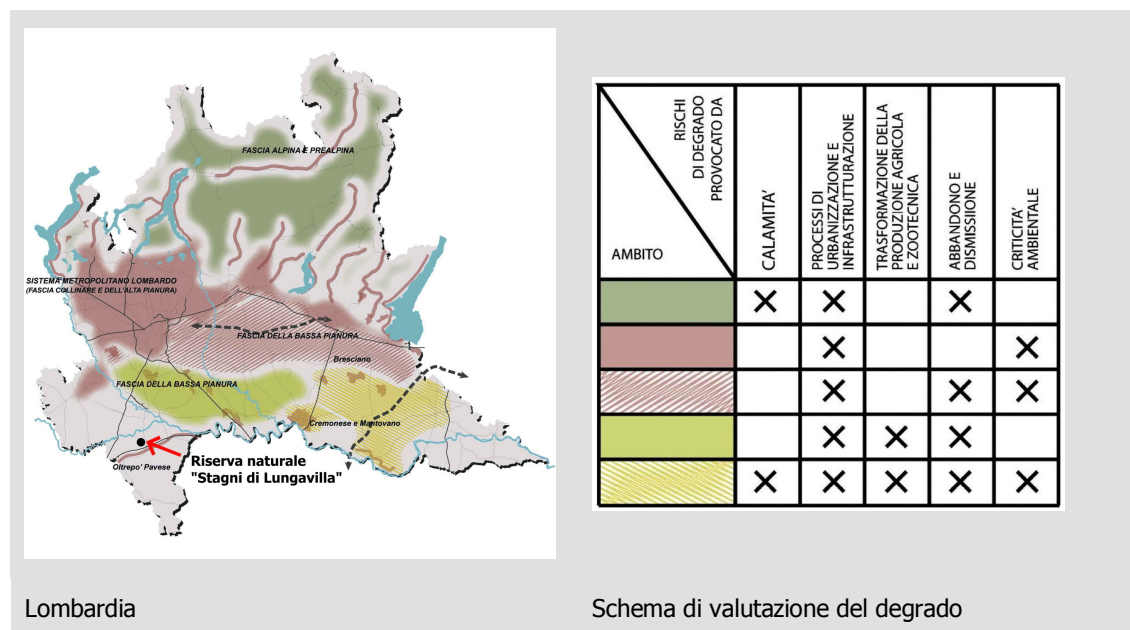 FASCIA ALPINA E PREALPINA
SISTEMA METROPOLITANO LOMBARDO
(FASCIA COLLINARE E DELL'ALTA PIANURA)
FASCIA DELLA BASSA PIANURA
Bresciano
FASCIA DELLA BASSA PIANURA
Cremonese e Mantovano
Oltrepo' Pavese
Riserva naturale
"Stagni di Lungavilla"
RISCHI
DI DEGRADO
PROVOCATO DA
AMBITO
CALAMITA'
PROCESSI DI
URBANIZZAZIONE E
INFRASTRUTTURAZIONE
TRASFORMAZIONE DELLA
PRODUZIONE AGRICOLA
E ZOOTECNICA
ABBANDONO E
DISMISSIIONE
CRITICITA'
AMBIENTALE
X X X
X X
X X X
X X X
X X X X X
Lombardia
Schema di valutazione del degrado